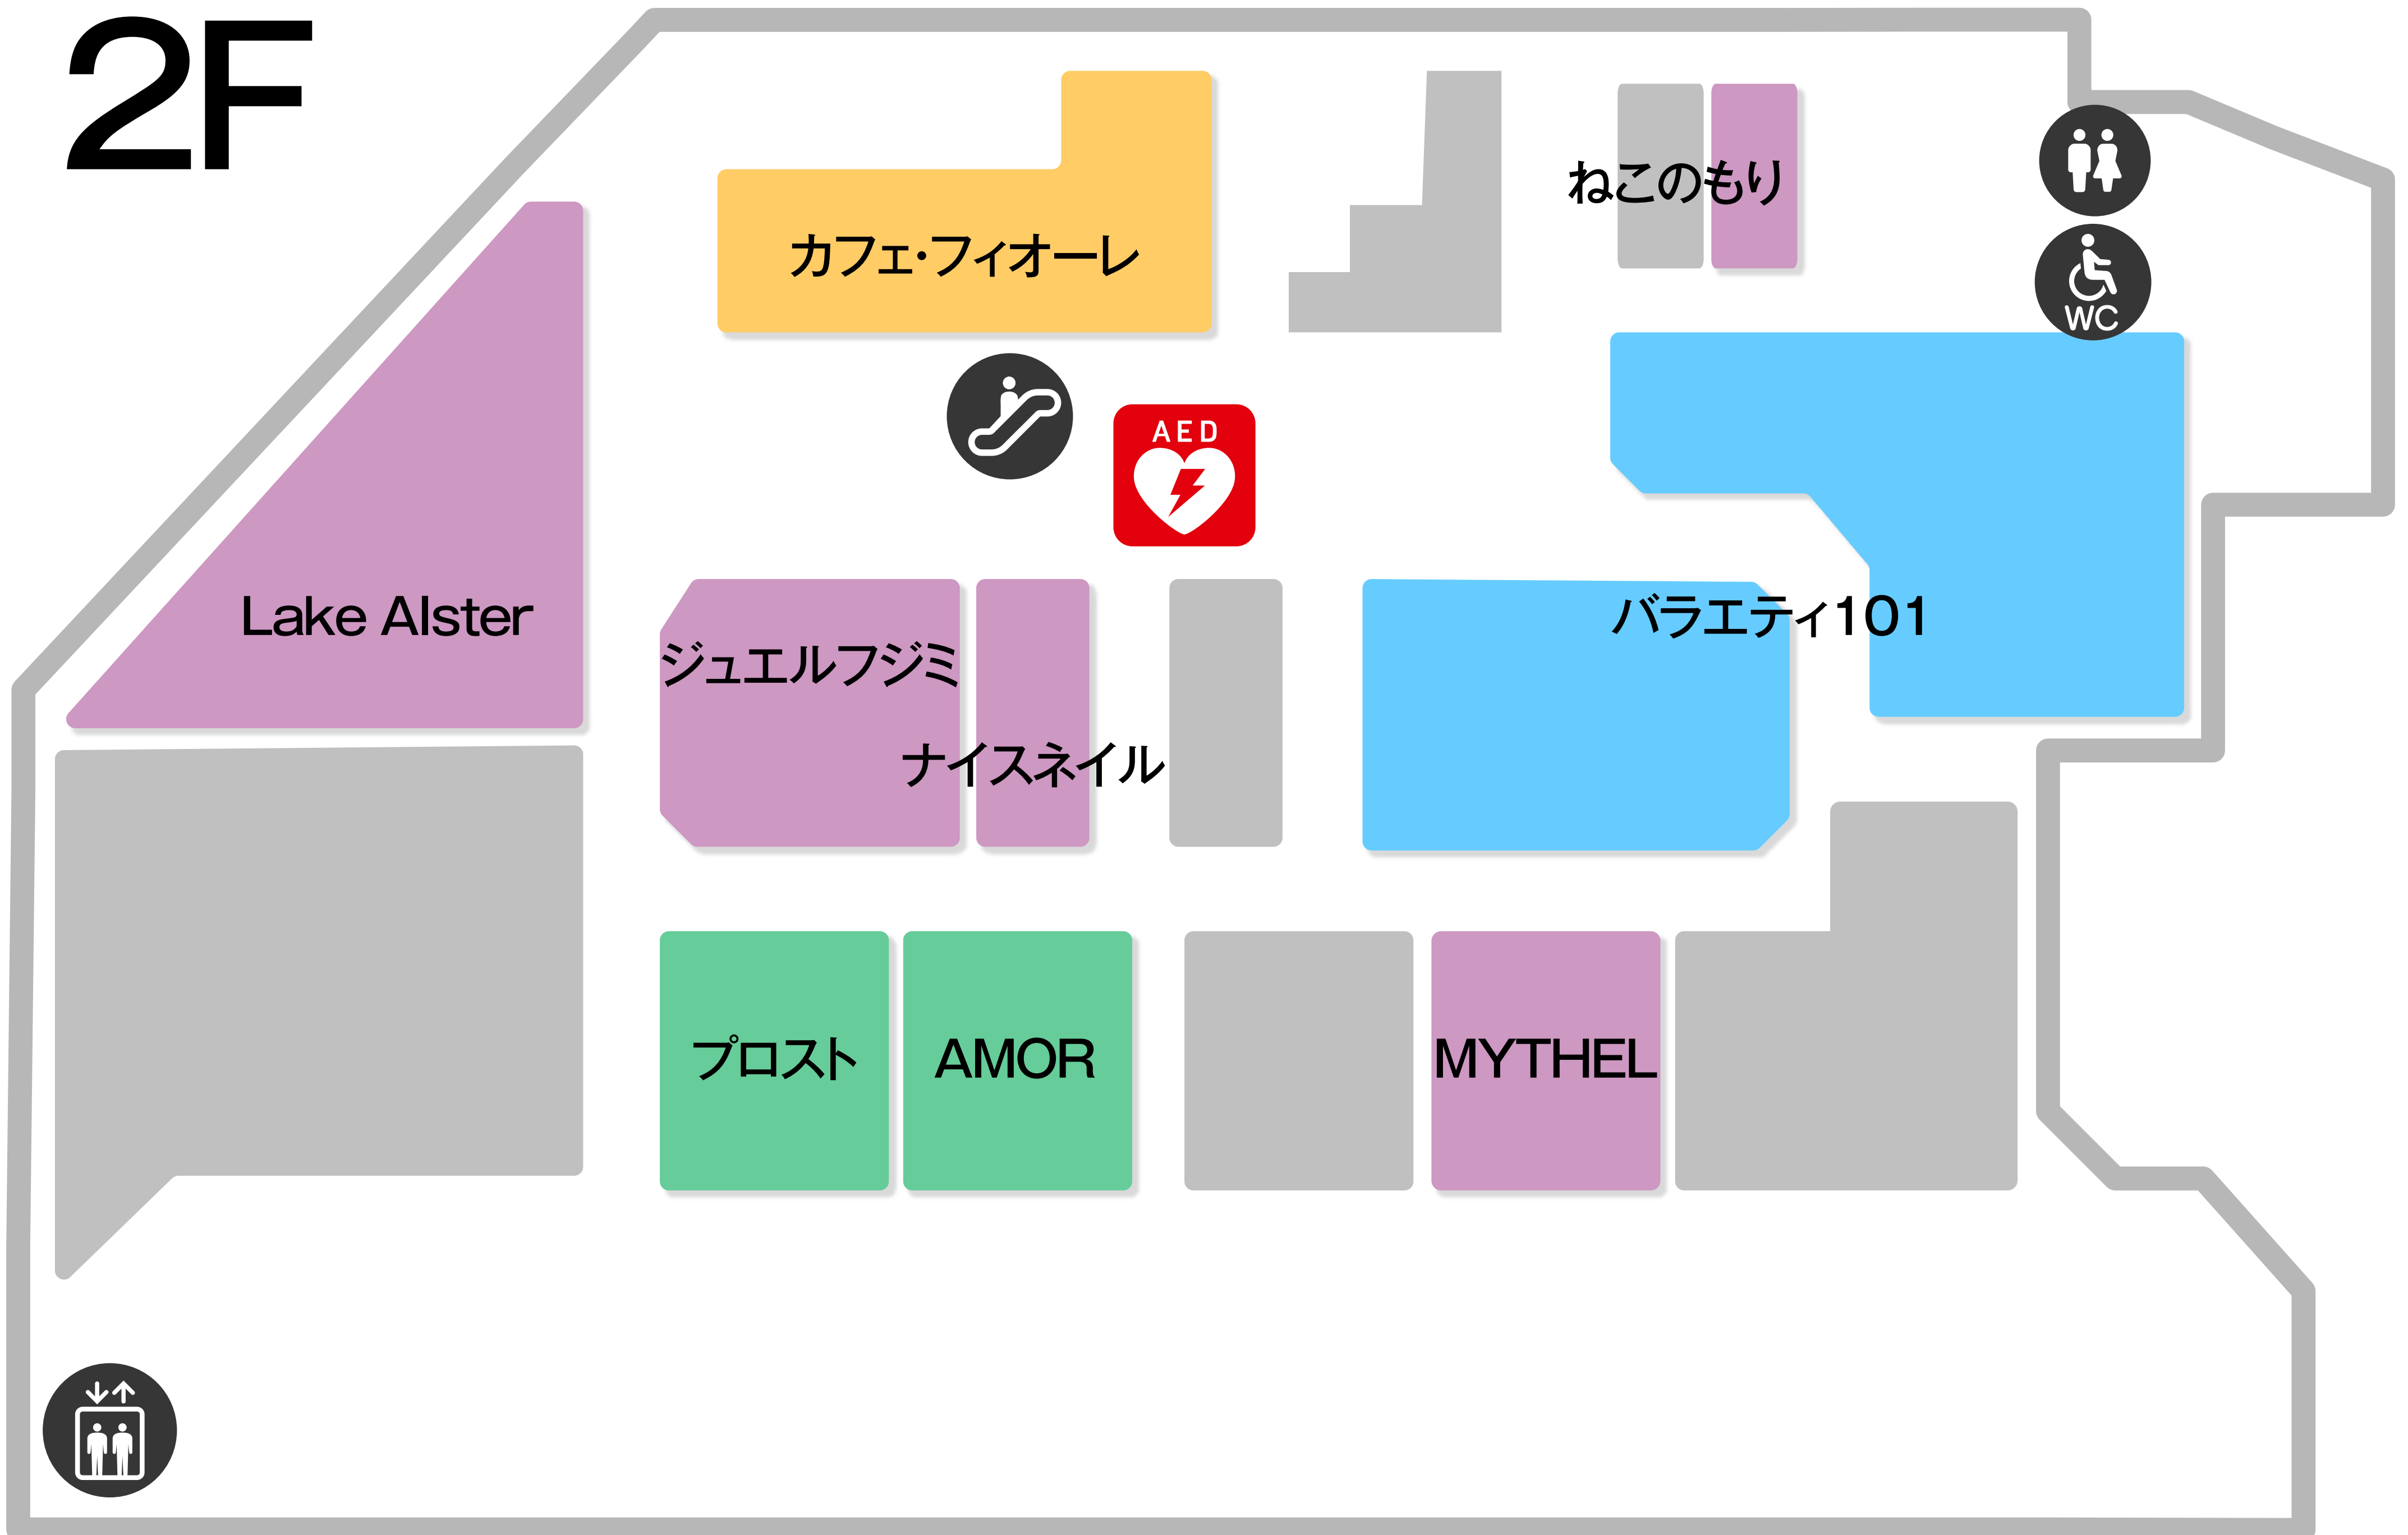 2F
カフェ・フィオーレ
ねこのもり
WC
AED
Lake Alster
ジュエルフジミ
ナイスネイル
バラエティ101
プロスト
AMOR
MYTHEL